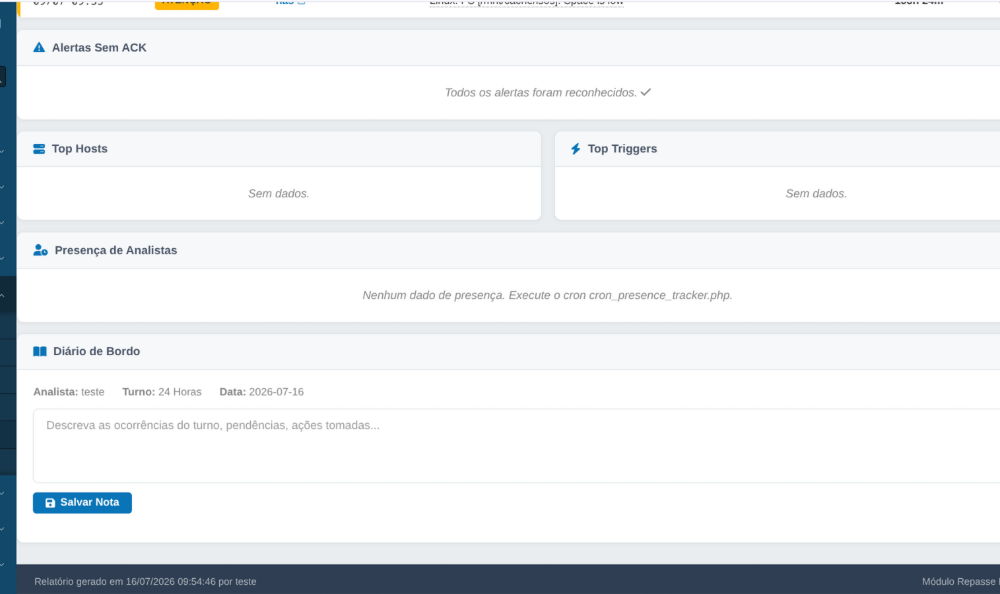 Alertas Sem ACK
Todos os alertas foram reconhecidos.
Top Hosts
Top Triggers
Sem dados.
Sem dados.
Presença de Analistas
Nenhum dado de presença. Execute o cron cron_presence_tracker.php.
Diário de Bordo
Analista: teste Turno: 24 Horas Data: 2026-07-16
Descreva as ocorrências do turno, pendências, ações tomadas...
Salvar Nota
Relatório gerado em 16/07/2026 09:54:46 por teste
Módulo Repasse